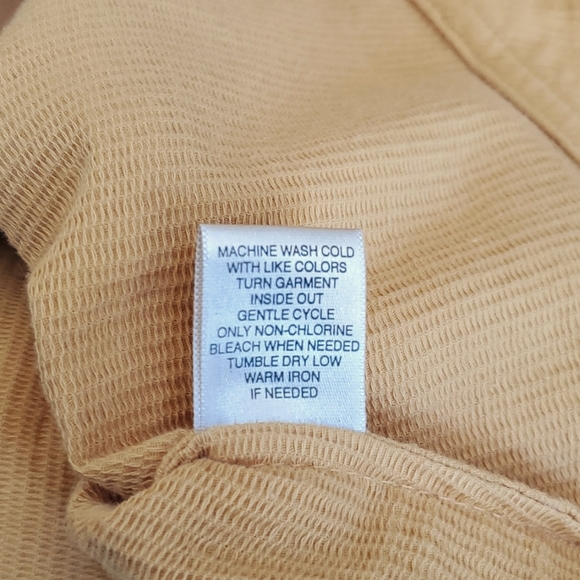 MACHINE WASH COLD
WITH LIKE COLORS
TURN GARMENT
INSIDE OUT
GENTLE CYCLE
ONLY NON-CHLORINE
BLEACH WHEN NEEDED
TUMBLE DRY LOW
WARM IRON
IF NEEDED